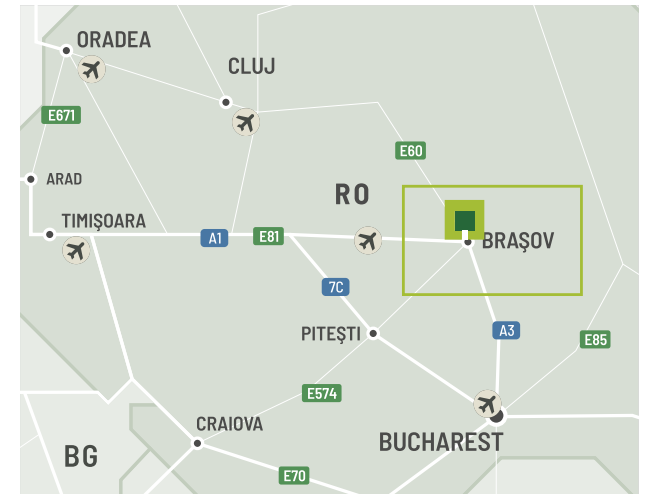 ORADEA
CLUJ
E671
E60
ARAD
RO
TIMIȘOARA
A1
E81
BRAȘOV
7C
PITEȘTI
A3
E85
E574
CRAIOVA
BUCHAREST
BG
E70